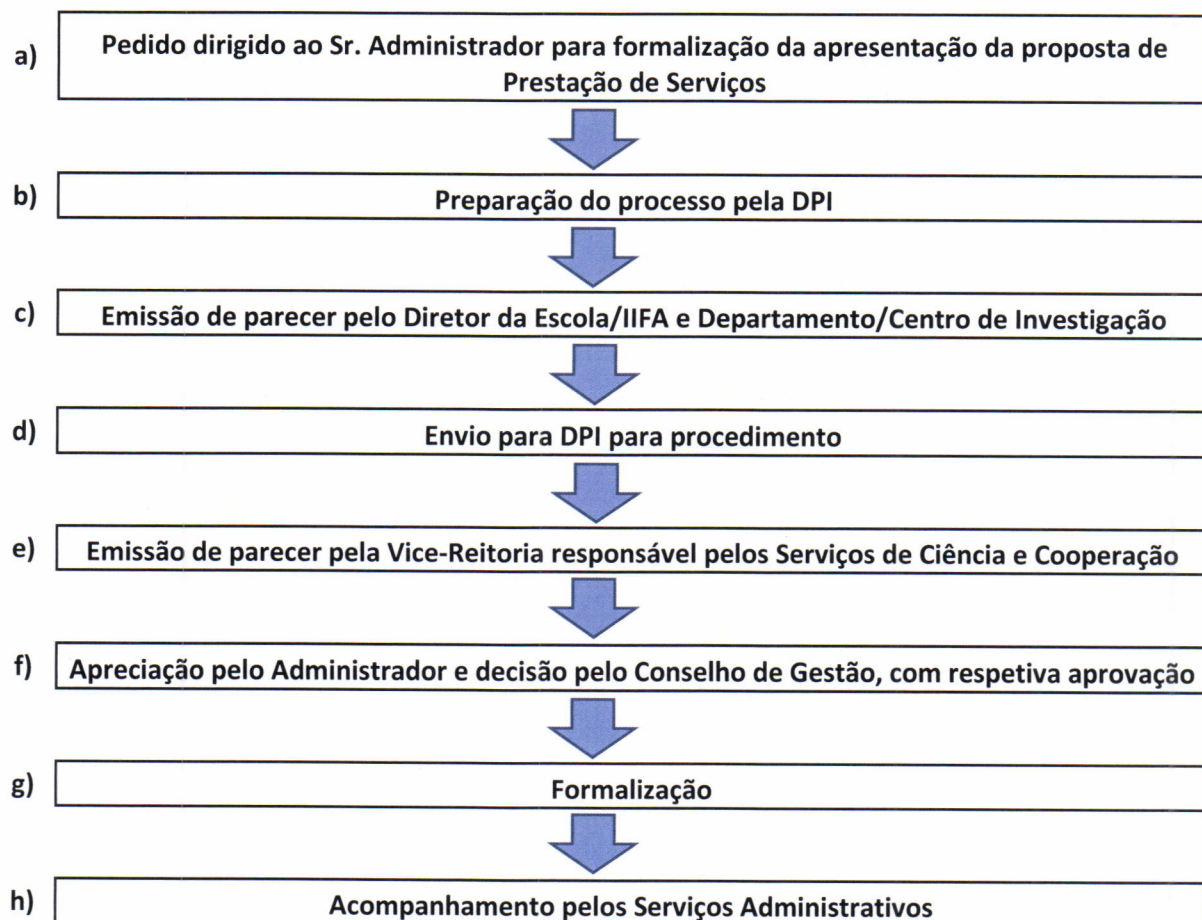 a) Pedido dirigido ao Sr. Administrador para formalização da apresentação da proposta de
Prestação de Serviços
b) Preparação do processo pela DPI
c) Emissão de parecer pelo Diretor da Escola/IIFA e Departamento/Centro de Investigação
d) Envio para DPI para procedimento
e) Emissão de parecer pela Vice-Reitoria responsável pelos Serviços de Ciência e Cooperação
f) Apreciação pelo Administrador e decisão pelo Conselho de Gestão, com respetiva aprovação
g) Formalização
h) Acompanhamento pelos Serviços Administrativos